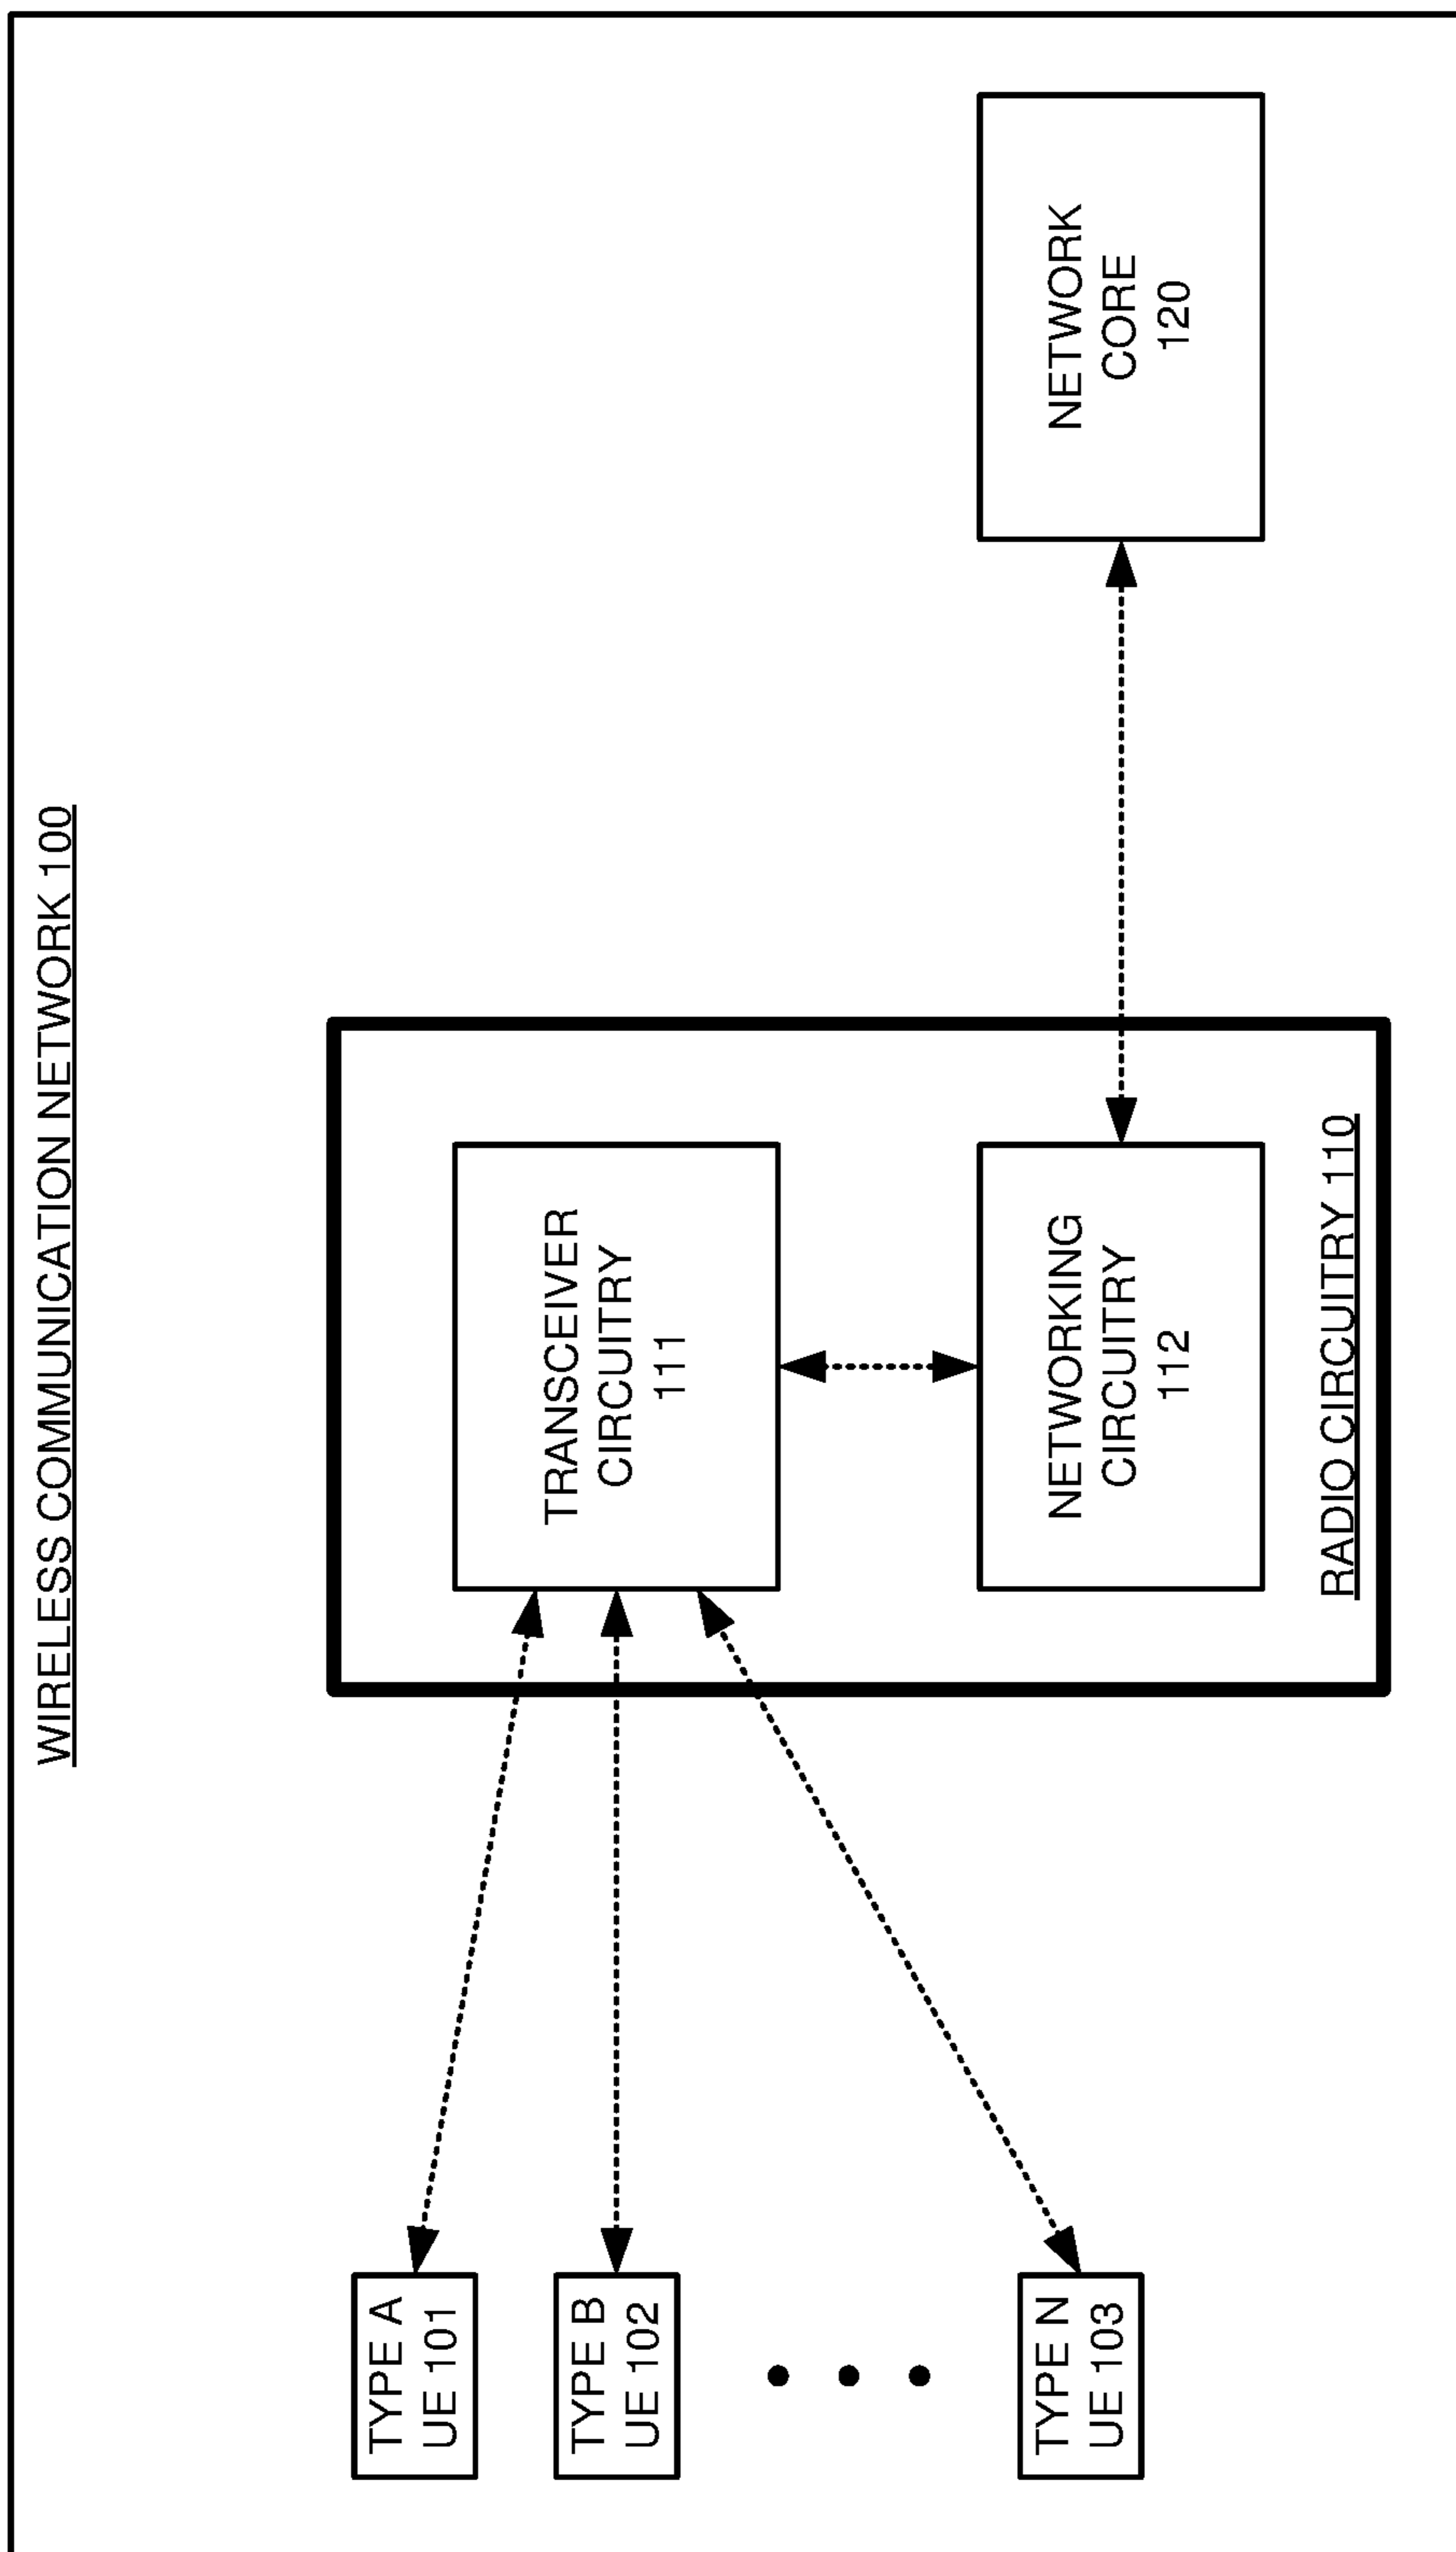 WIRELESS COMMUNICATION NETWORK 100
TYPE A
UE 101
TYPE B
UE 102
TYPE N
UE 103
TRANSCEIVER
CIRCUITRY
111
NETWORKING
CIRCUITRY
112
RADIO CIRCUITRY 110
NETWORK
CORE
120